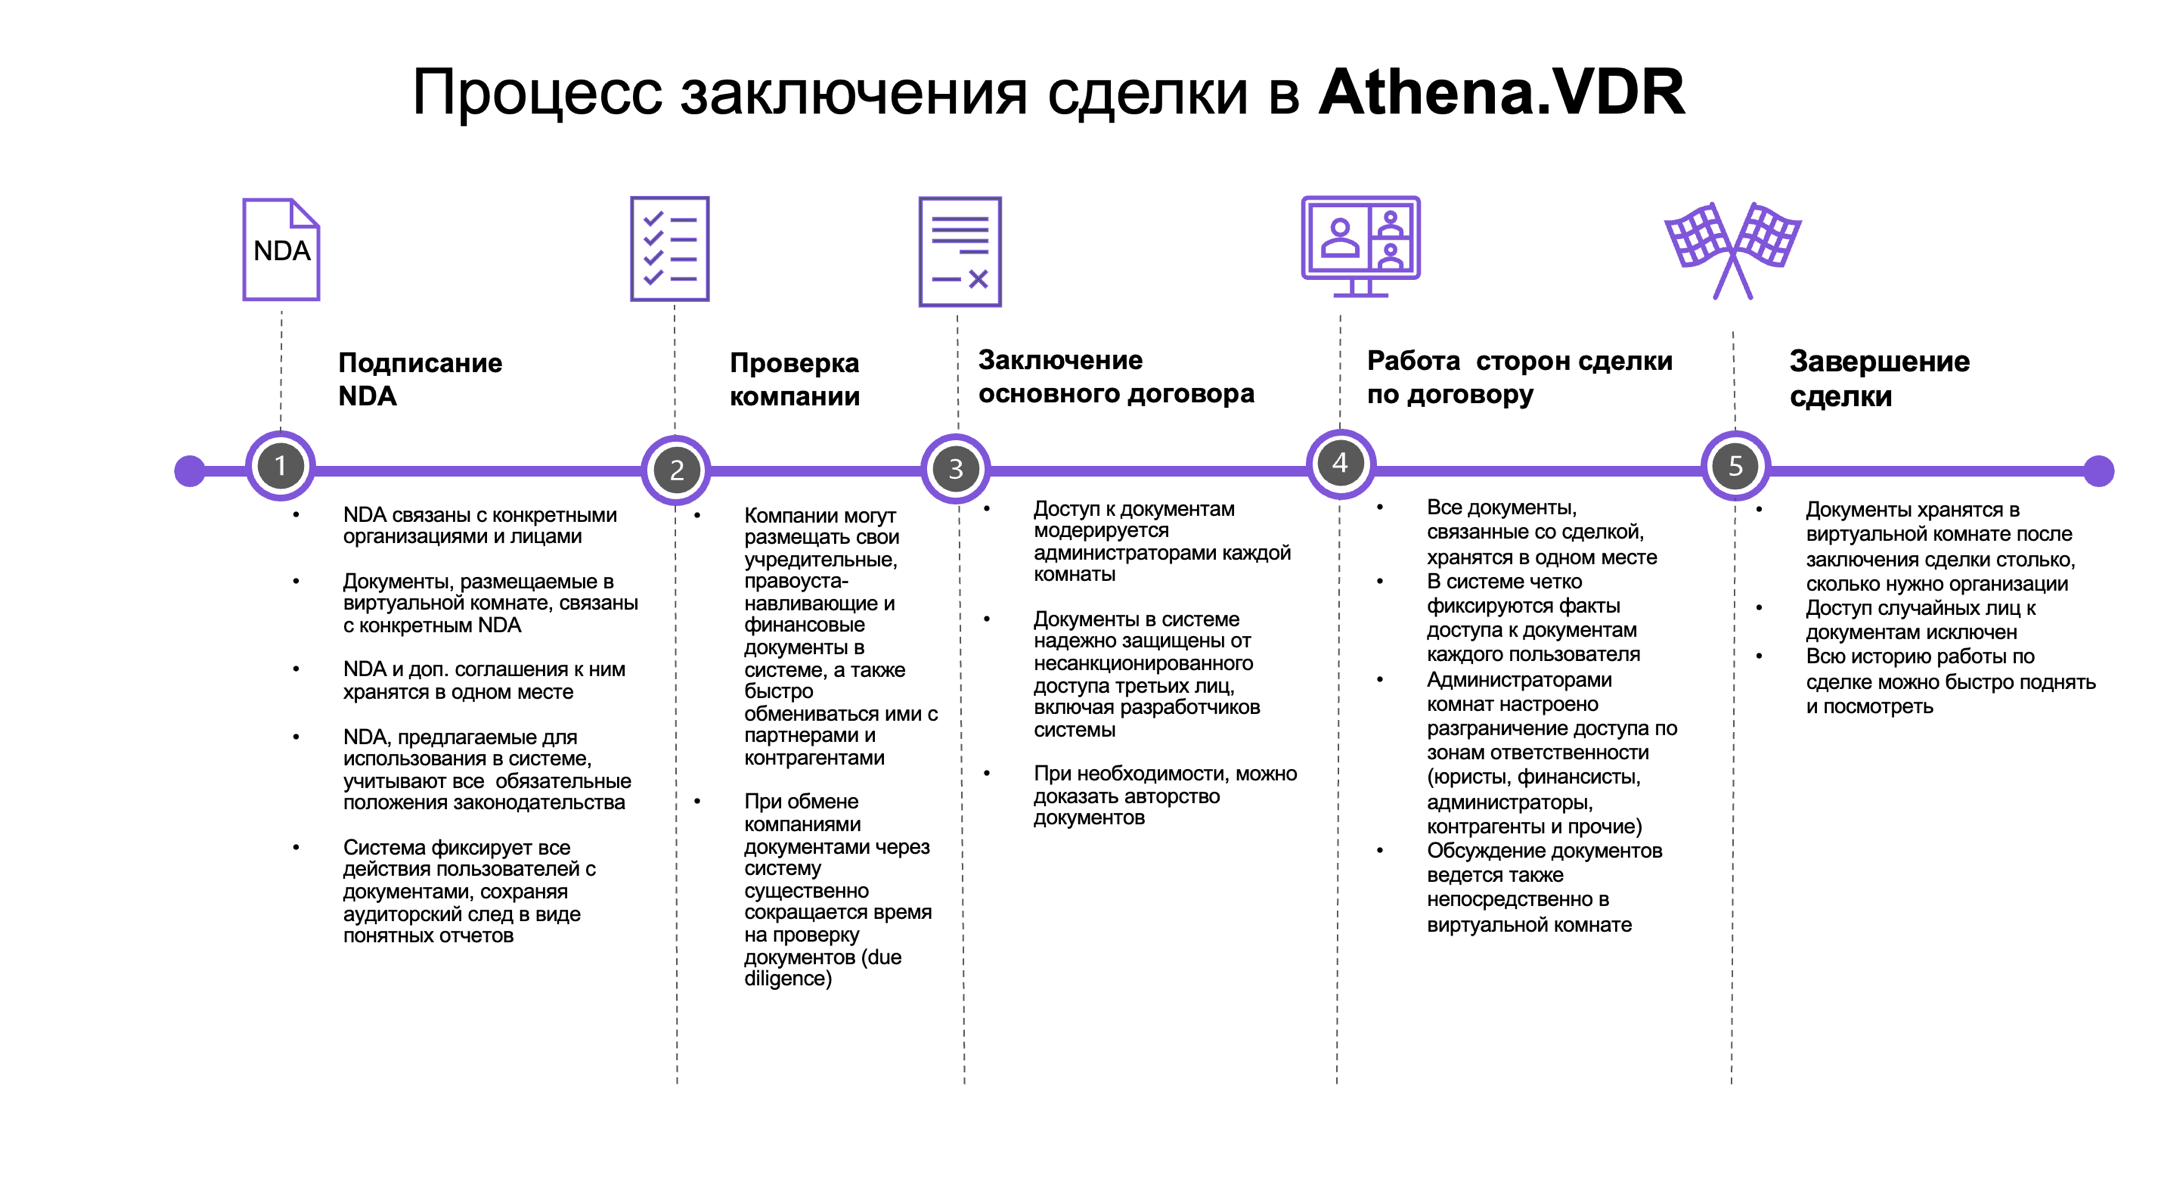 Процесс заключения сделки в Athena.VDR
NDA
Подписание
NDA
1
NDA связаны с конкретными
организациями и лицами
Документы, размещаемые в
виртуальной комнате, связаны
с конкретным NDA
NDA и доп. соглашения к ним
хранятся в одном месте
NDA, предлагаемые для
использования в системе,
учитывают все  обязательные
положения законодательства
Система фиксирует все
действия пользователей с
документами, сохраняя
аудиторский след в виде
понятных отчетов
Проверка
компании
2
Компании могут
размещать свои
учредительные,
правоуста-
навливающие и
финансовые
документы в
системе, а также
быстро
обмениваться ими с
партнерами и
контрагентами
При обмене
компаниями
документами через
систему
существенно
сокращается время
на проверку
документов (due
diligence)
Заключение
основного договора
3
Доступ к документам
модерируется
администраторами каждой
комнаты
Документы в системе
надежно защищены от
несанкционированного
доступа третьих лиц,
включая разработчиков
системы
При необходимости, можно
доказать авторство
документов
Работа  сторон сделки
по договору
4
Все документы,
связанные со сделкой,
хранятся в одном месте
В системе четко
фиксируются факты
доступа к документам
каждого пользователя
Администраторами
комнат настроено
разграничение доступа по
зонам ответственности
(юристы, финансисты,
администраторы,
контрагенты и прочие)
Обсуждение документов
ведется также
непосредственно в
виртуальной комнате
Завершение
сделки
5
Документы хранятся в
виртуальной комнате после
заключения сделки столько,
сколько нужно организации
Доступ случайных лиц к
документам исключен
Всю историю работы по
сделке можно быстро поднять
и посмотреть